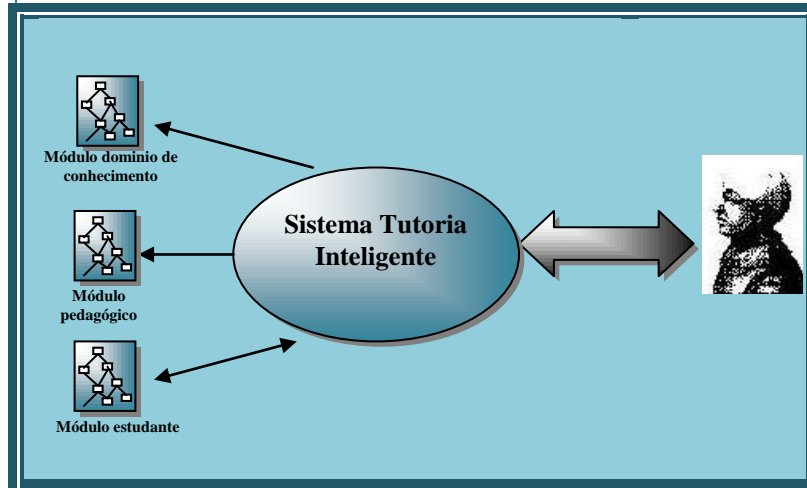 Módulo dominio de
conhecimento
Sistema Tutoria
Inteligente
Módulo
pedagógico
Módulo estudante